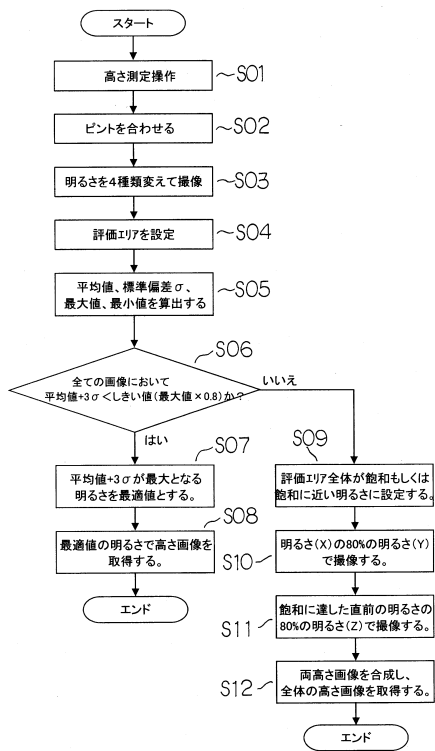 スタート
高さ測定操作
S01
ピントを合わせる
S02
明るさを4種類変えて撮像
S03
評価エリアを設定
S04
平均値、標準偏差σ、
最大値、最小値を算出する
S05
S06
全ての画像において
平均値+3σ<しきい値(最大値×0.8)か?
いいえ
はい
S07
平均値+3σが最大となる
明るさを最適値とする。
S08
最適値の明るさで高さ画像を
取得する。
エンド
S09
評価エリア全体が飽和もしくは
飽和に近い明るさに設定する。
S10
明るさ(X)の80%の明るさ(Y)
で撮像する。
S11
飽和に達した直前の明るさの
80%の明るさ(Z)で撮像する。
S12
両高さ画像を合成し、
全体の高さ画像を取得する。
エンド